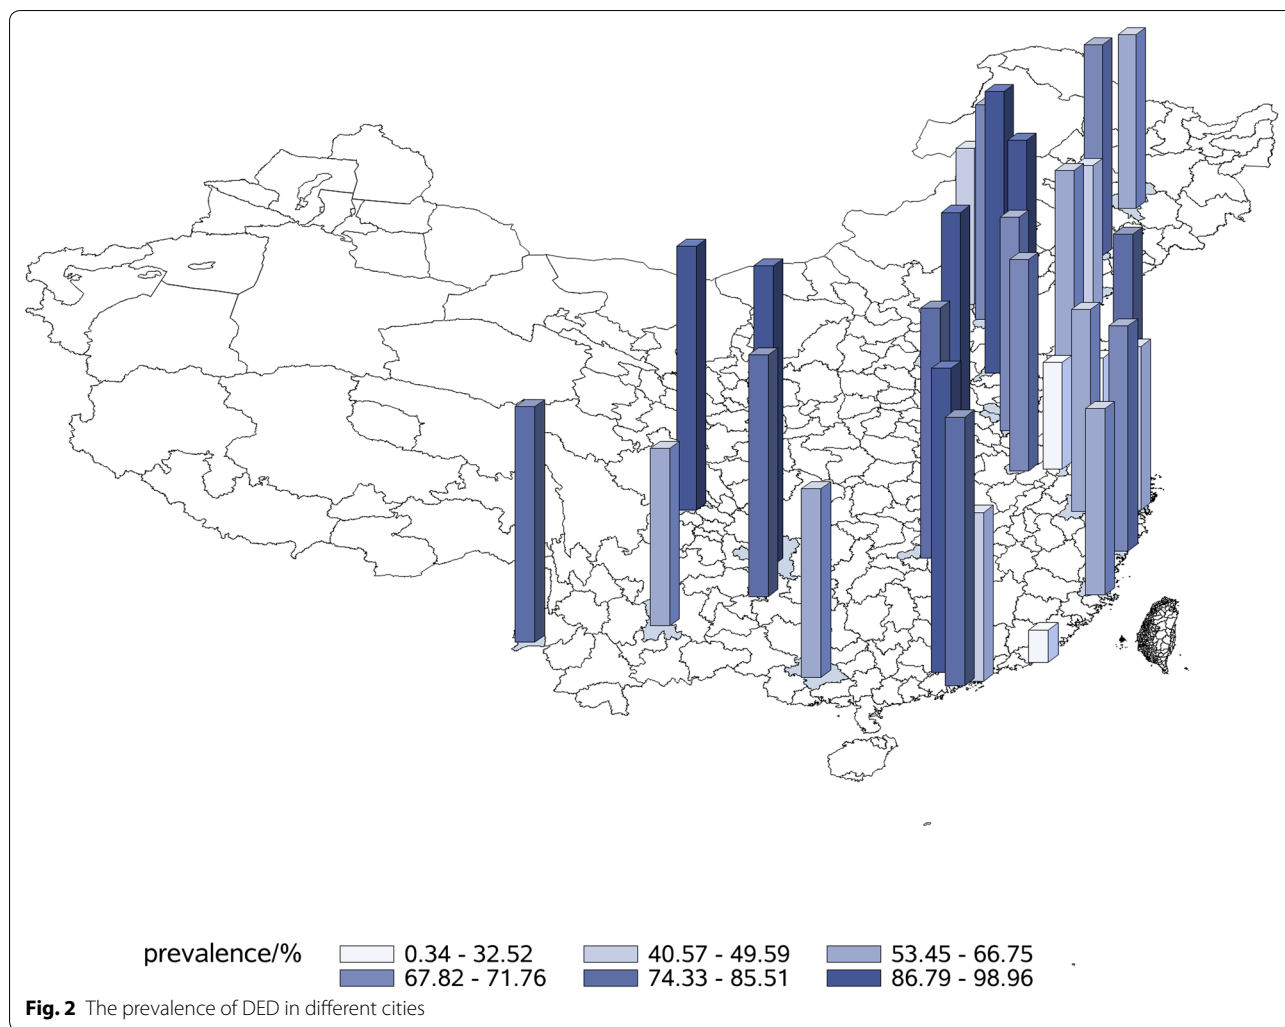 prevalence/%
0.34 - 32.52 40.57 - 49.59 53.45 - 66.75
67.82 - 71.76 74.33 - 85.51 86.79 - 98.96
Fig. 2 The prevalence of DED in different cities